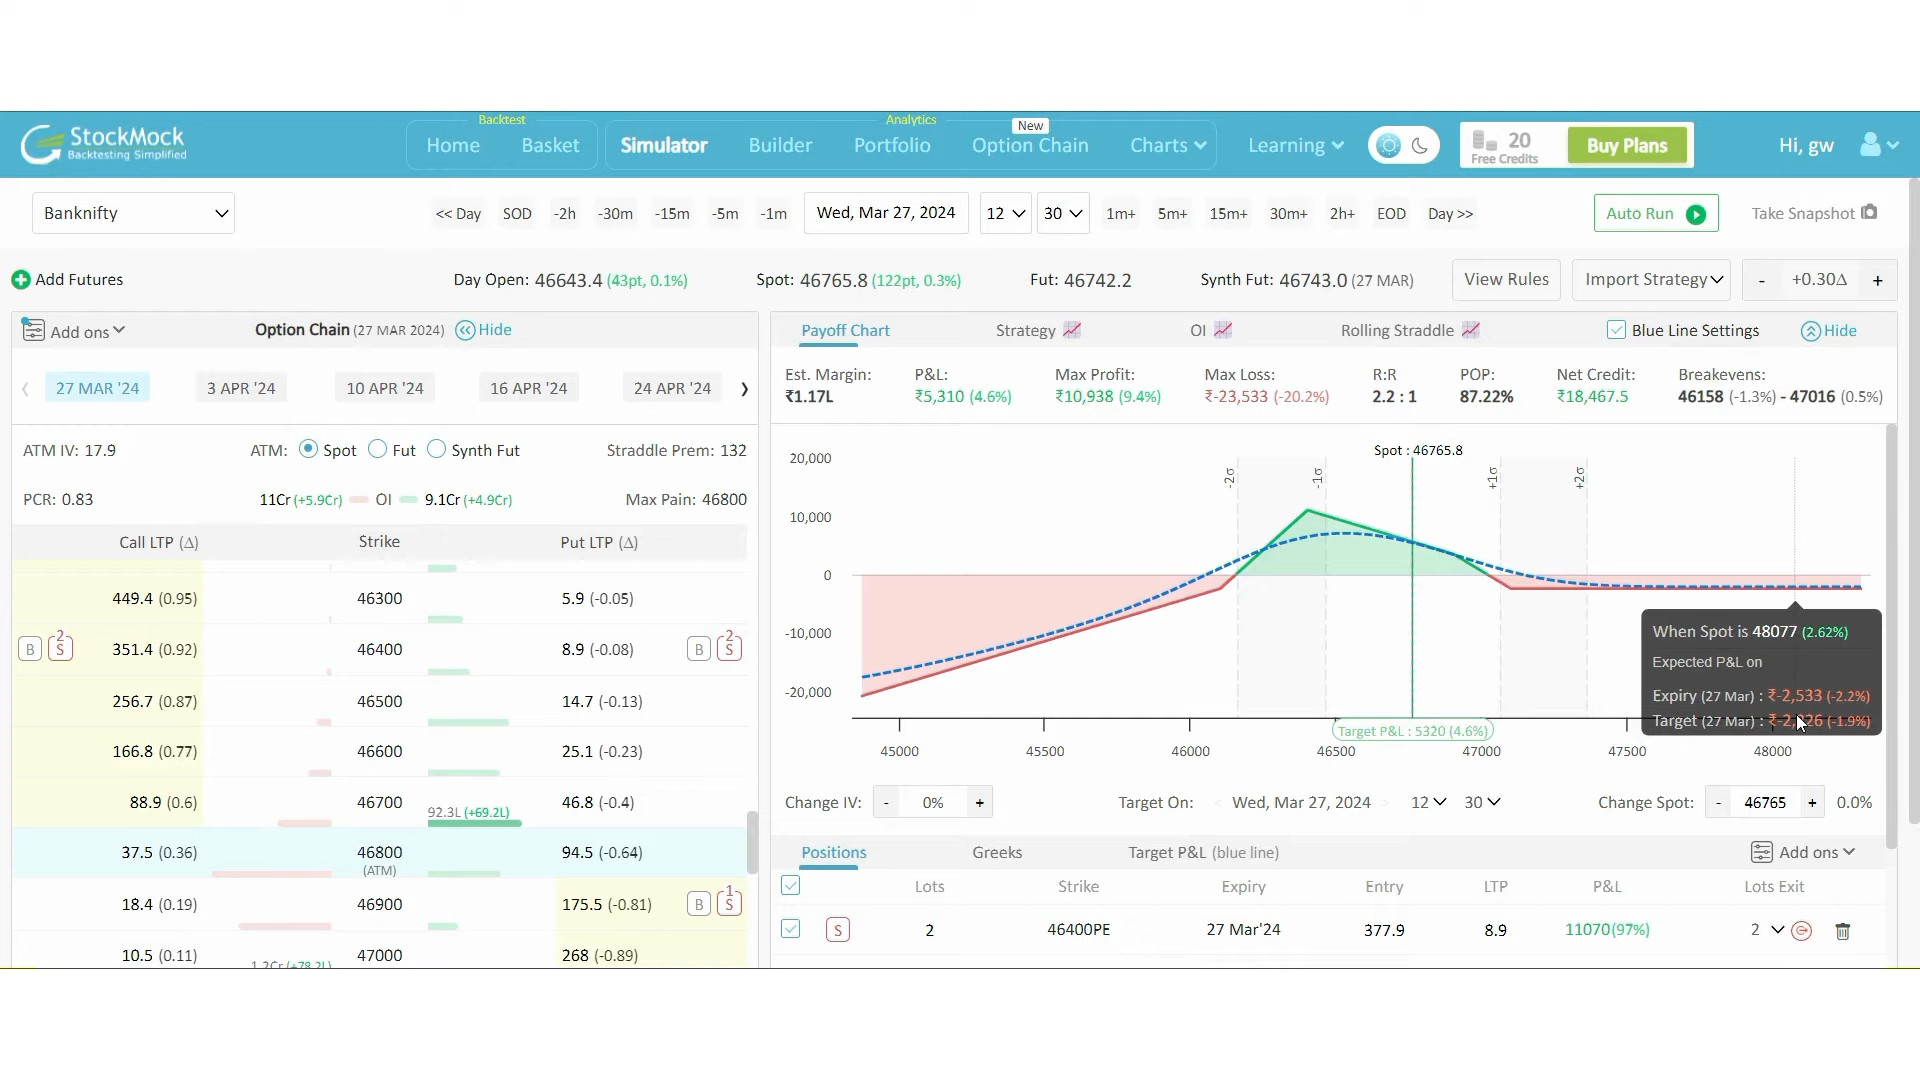 Backtest
Analytics
New
StockMock
Backtesting Simplified
Home
Basket
Simulator
Builder
Portfolio
Option Chain
Charts
Learning
20
Free Credits
Buy Plans
Hi, gw
Banknifty
<< Day
SOD
-2h
-30m
-15m
-5m
-1m
Wed, Mar 27, 2024
12
30
1m+
5m+
15m+
30m+
2h+
EOD
Day >>
Auto Run
Take Snapshot
Add Futures
Day Open: 46643.4 (43pt, 0.1%)
Spot: 46765.8 (122pt, 0.3%)
Fut: 46742.2
Synth Fut: 46743.0 (27 MAR)
View Rules
Import Strategy
- +0.30Δ +
Add ons
Option Chain (27 MAR 2024)
Hide
27 MAR '24
3 APR '24
10 APR '24
16 APR '24
24 APR '24
ATM IV: 17.9
ATM: Spot Fut Synth Fut
Straddle Prem: 132
PCR: 0.83
11Cr (+5.9Cr) OI 9.1Cr (+4.9Cr)
Max Pain: 46800
Call LTP (Δ)
Strike
Put LTP (Δ)
449.4 (0.95) 46300 5.9 (-0.05)
B 2 S 351.4 (0.92) 46400 8.9 (-0.08) B 2 S
256.7 (0.87) 46500 14.7 (-0.13)
166.8 (0.77) 46600 25.1 (-0.23)
88.9 (0.6) 46700 92.3L (+69.2L) 46.8 (-0.4)
37.5 (0.36) 46800 94.5 (-0.64)
(ATM)
18.4 (0.19) 46900 175.5 (-0.81) B 1 S
10.5 (0.11) 47000 268 (-0.89)
1.2Cr (+78.2L)
Payoff Chart
Strategy
OI
Rolling Straddle
Blue Line Settings
Hide
Est. Margin:
₹1.17L
P&L:
₹5,310 (4.6%)
Max Profit:
₹10,938 (9.4%)
Max Loss:
₹-23,533 (-20.2%)
R:R
2.2 : 1
POP:
87.22%
Net Credit:
₹18,467.5
Breakevens:
46158 (-1.3%) - 47016 (0.5%)
Spot : 46765.8
20,000
10,000
0
-10,000
-20,000
-2σ
-1σ
+1σ
+2σ
When Spot is 48077 (2.62%)
Expected P&L on
Expiry (27 Mar) : ₹-2,533 (-2.2%)
Target (27 Mar) : (-1.9%)
Target P&L : 5320 (4.6%)
45000
45500
46000
46500
47000
47500
48000
Change IV: - 0% +
Target On: Wed, Mar 27, 2024 12 30
Change Spot: - 46765 + 0.0%
Positions
Greeks
Target P&L (blue line)
Add ons
Lots
Strike
Expiry
Entry
LTP
P&L
Lots Exit
S 2 46400PE 27 Mar'24 377.9 8.9 11070(97%) 2